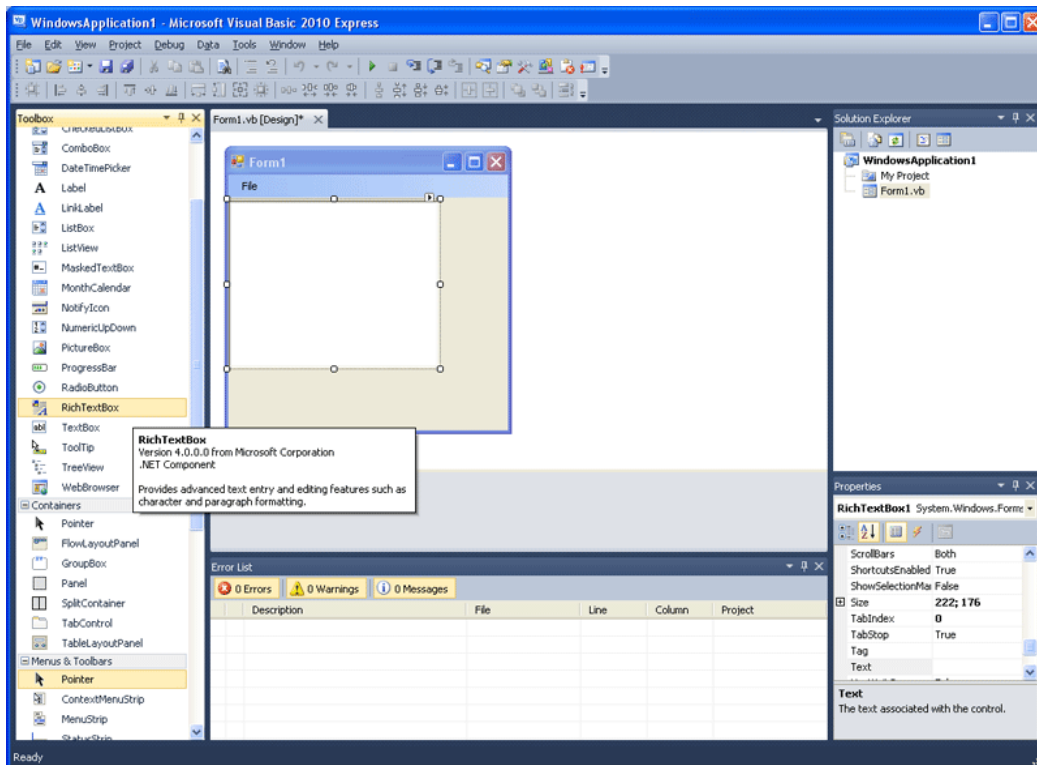 WindowsApplication1 - Microsoft Visual Basic 2010 Express
File Edit View Project Debug Data Tools Window Help
Toolbox
CheckedListBox
ComboBox
DateTimePicker
Label
LinkLabel
ListBox
ListView
MaskedTextBox
MonthCalendar
NotifyIcon
NumericUpDown
PictureBox
ProgressBar
RadioButton
RichTextBox
TextBox
ToolTip
TreeView
WebBrowser
Containers
Pointer
FlowLayoutPanel
GroupBox
Panel
SplitContainer
TabControl
TableLayoutPanel
Menus & Toolbars
Pointer
ContextMenuStrip
MenuStrip
StatusStrip
Form1.vb [Design]*
Form1
File
RichTextBox
Version 4.0.0.0 from Microsoft Corporation
.NET Component
Provides advanced text entry and editing features such as
character and paragraph formatting.
Error List
0 Errors 0 Warnings 0 Messages
Description File Line Column Project
Solution Explorer
WindowsApplication1
My Project
Form1.vb
Properties
RichTextBox1 System.Windows.Forms
ScrollBars Both
ShortcutsEnabled True
ShowSelectionMar False
Size 222; 176
TabIndex 0
TabStop True
Tag
Text
Text
The text associated with the control.
Ready